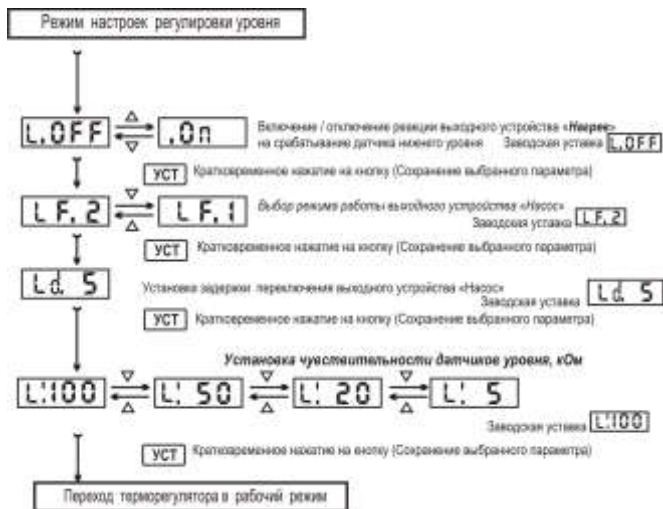 Режим настроек регулировки уровня
L.OFF
.On
Включение / отключение реакции выходного устройства «Нагрев»
на срабатывание датчика нижнего уровня Заводская уставка L.OFF
УСТ Кратковременное нажатие на кнопку (Сохранение выбранного параметра)
L F. 2
L F. 1
Выбор режима работы выходного устройства «Насос»
Заводская уставка L F. 2
УСТ Кратковременное нажатие на кнопку (Сохранение выбранного параметра)
Ld. 5
Установка задержки переключения выходного устройства «Насос»
Заводская уставка Ld. 5
УСТ Кратковременное нажатие на кнопку (Сохранение выбранного параметра)
Установка чувствительности датчиков уровня, кОм
L¦100
L¦ 50
L¦ 20
L¦ 5
Заводская уставка L¦100
УСТ Кратковременное нажатие на кнопку (Сохранение выбранного параметра)
Переход терморегулятора в рабочий режим